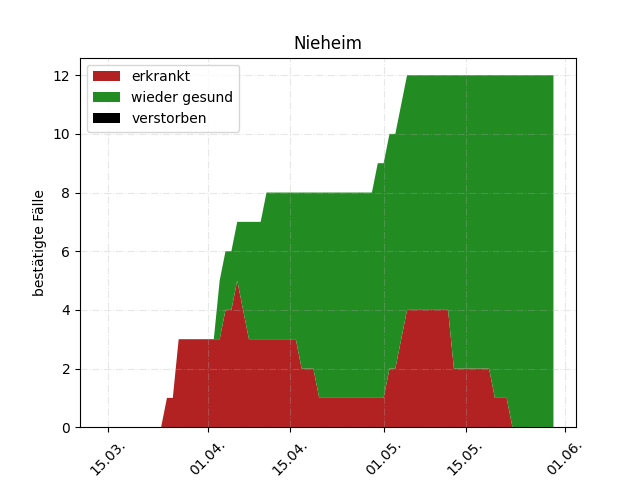 Nieheim
erkrankt
wieder gesund
verstorben
bestätigte Fälle
12
10
8
6
4
2
0
15.03.
01.04.
15.04.
01.05.
15.05.
01.06.